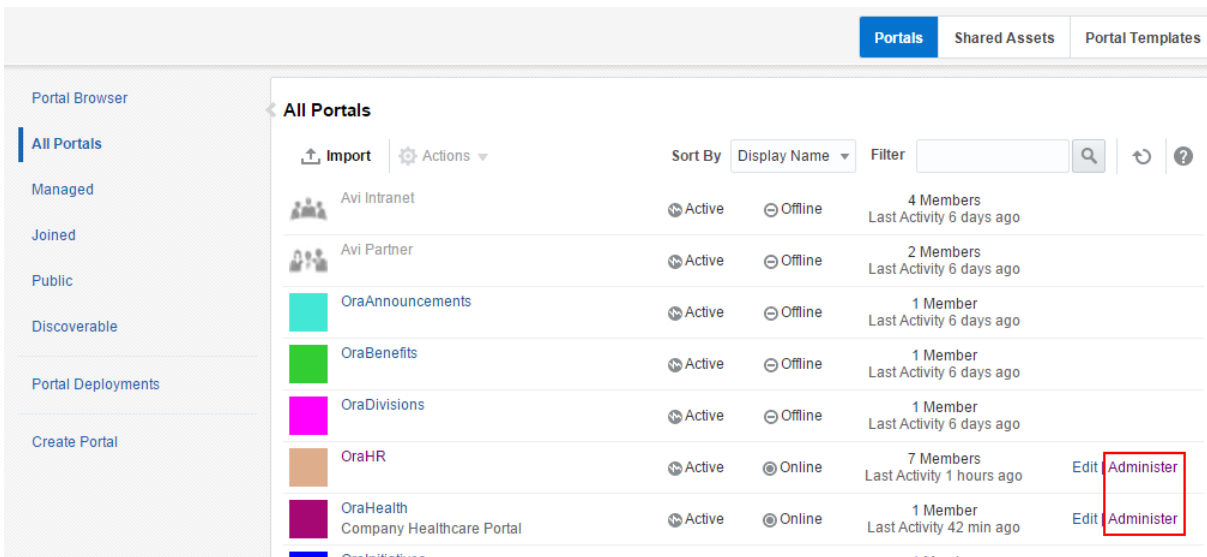 Portals Shared Assets Portal Templates
Portal Browser
All Portals
Managed
Joined
Public
Discoverable
Portal Deployments
Create Portal
All Portals
Import Actions Sort By Display Name Filter
Avi Intranet Active Offline 4 Members
Last Activity 6 days ago
Avi Partner Active Offline 2 Members
Last Activity 6 days ago
OraAnnouncements Active Offline 1 Member
Last Activity 6 days ago
OraBenefits Active Offline 1 Member
Last Activity 6 days ago
OraDivisions Active Offline 1 Member
Last Activity 6 days ago
OraHR Active Online 7 Members Edit | Administer
Last Activity 1 hours ago
OraHealth Active Online 1 Member Edit | Administer
Company Healthcare Portal Last Activity 42 min ago